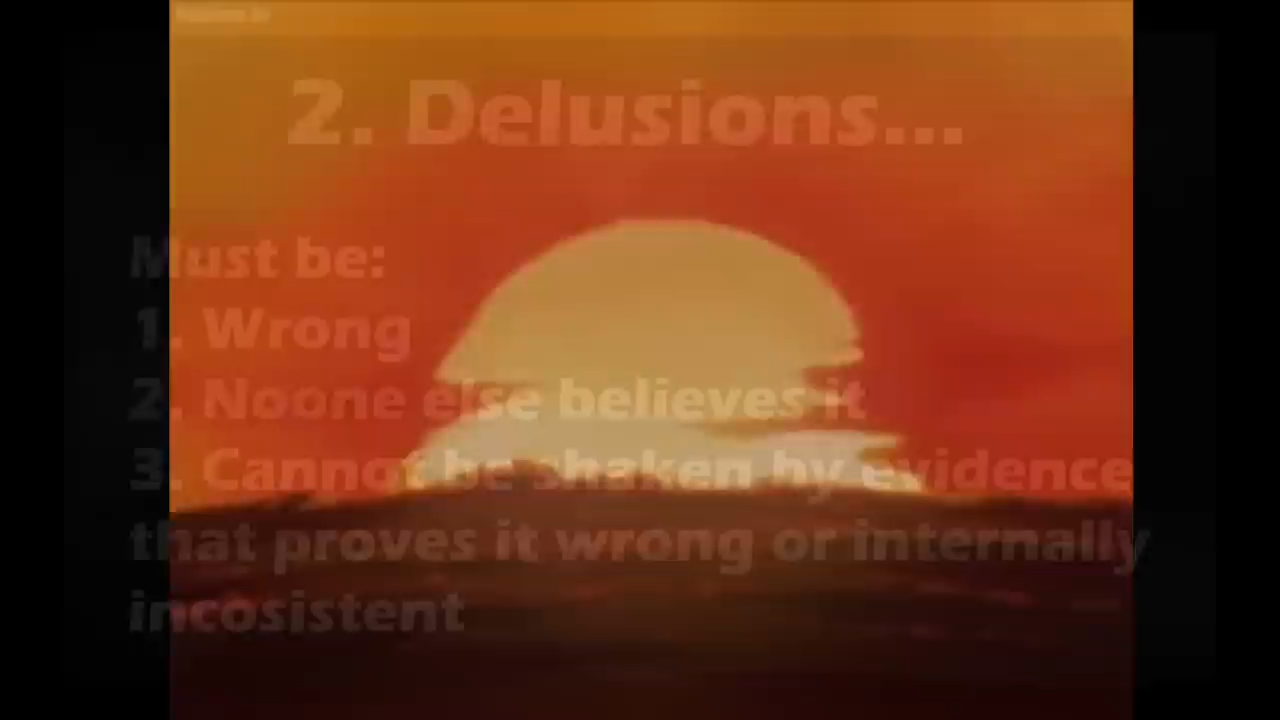 2. Delusions...
Must be:
1. Wrong
2. Noone else believes it
3. Cannot be shaken by evidence
that proves it wrong or internally
incosistent